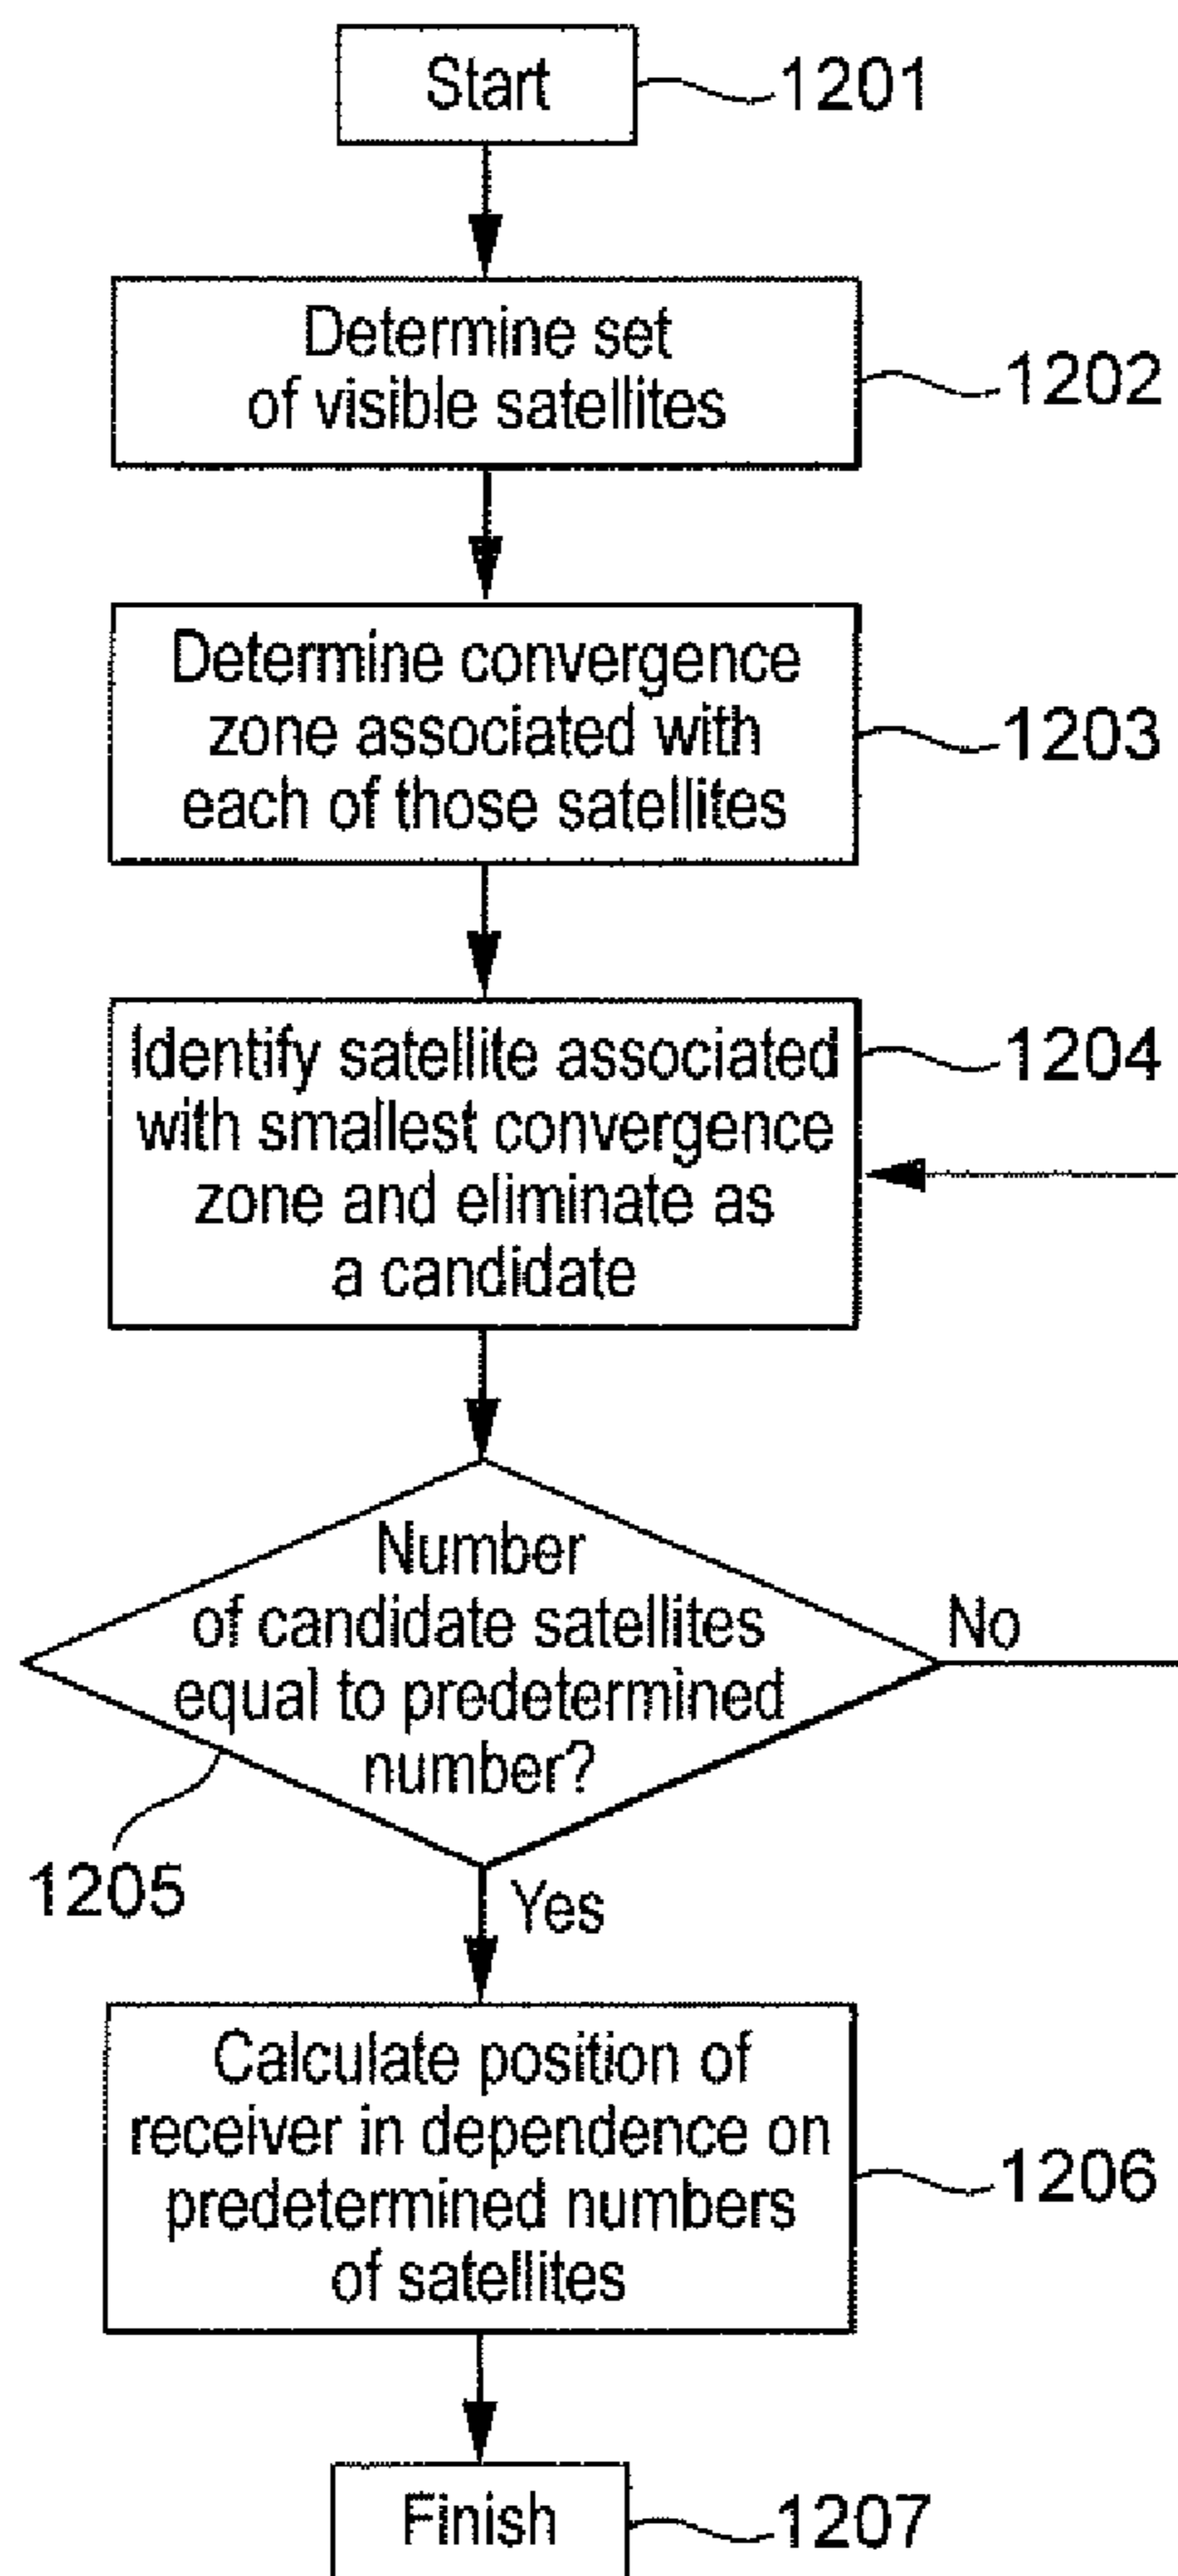 Start
1201
Determine set
of visible satellites
1202
Determine convergence
zone associated with
each of those satellites
1203
Identify satellite associated
with smallest convergence
zone and eliminate as
a candidate
1204
Number
of candidate satellites
equal to predetermined
number?
No
1205
Yes
Calculate position of
receiver in dependence on
predetermined numbers
of satellites
1206
Finish
1207